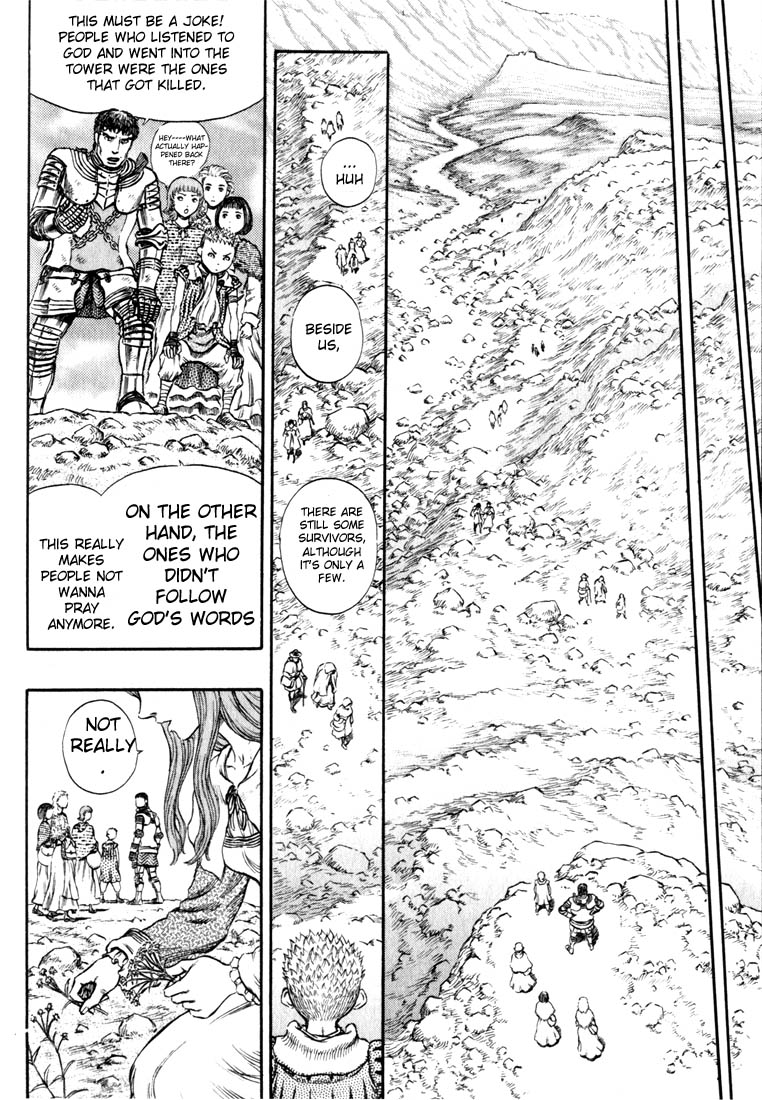 ... 
HUH
BESIDE
US,
THERE ARE
STILL SOME
SURVIVORS,
ALTHOUGH
IT'S ONLY A
FEW.
THIS MUST BE A JOKE!
PEOPLE WHO LISTENED TO
GOD AND WENT INTO THE
TOWER WERE THE ONES
THAT GOT KILLED.
HEY----WHAT
ACTUALLY HAP-
PENED BACK
THERE?
ON THE OTHER
HAND, THE
ONES WHO
DIDN'T
FOLLOW
GOD'S WORDS
THIS REALLY
MAKES
PEOPLE NOT
WANNA
PRAY
ANYMORE.
NOT
REALLY
.